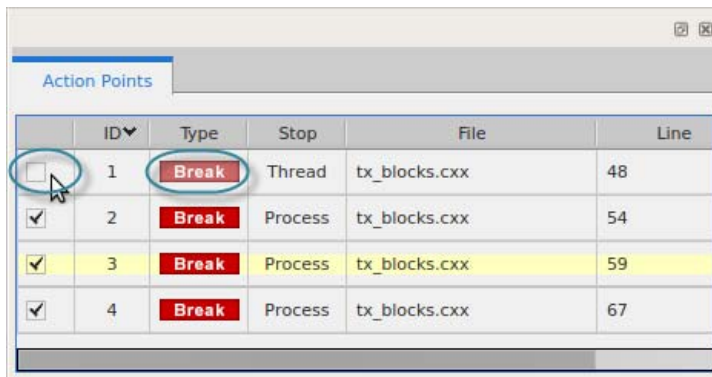 Action Points
ID Type Stop File Line
1 Break Thread tx_blocks.cxx 48
2 Break Process tx_blocks.cxx 54
3 Break Process tx_blocks.cxx 59
4 Break Process tx_blocks.cxx 67